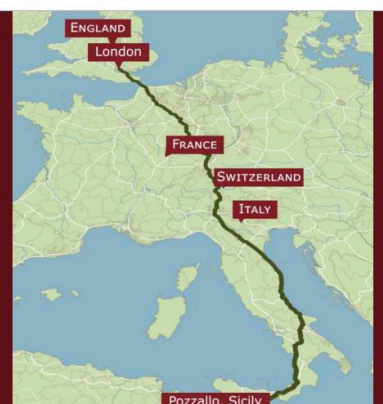 ENGLAND
London
FRANCE
SWITZERLAND
ITALY
Pozzallo, Sicily